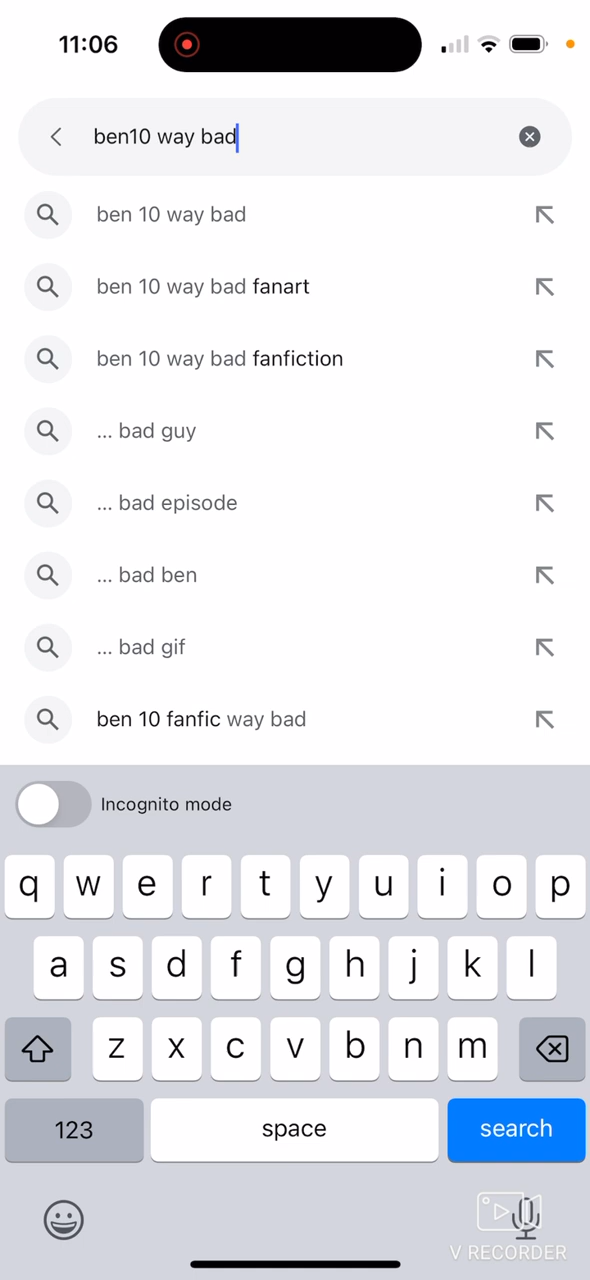 11:06
ben10 way bad
ben 10 way bad
ben 10 way bad fanart
ben 10 way bad fanfiction
... bad guy
... bad episode
... bad ben
... bad gif
ben 10 fanfic way bad
Incognito mode
q w e r t y u i o p
a s d f g h j k l
z x c v b n m
123 space search
V RECORDER